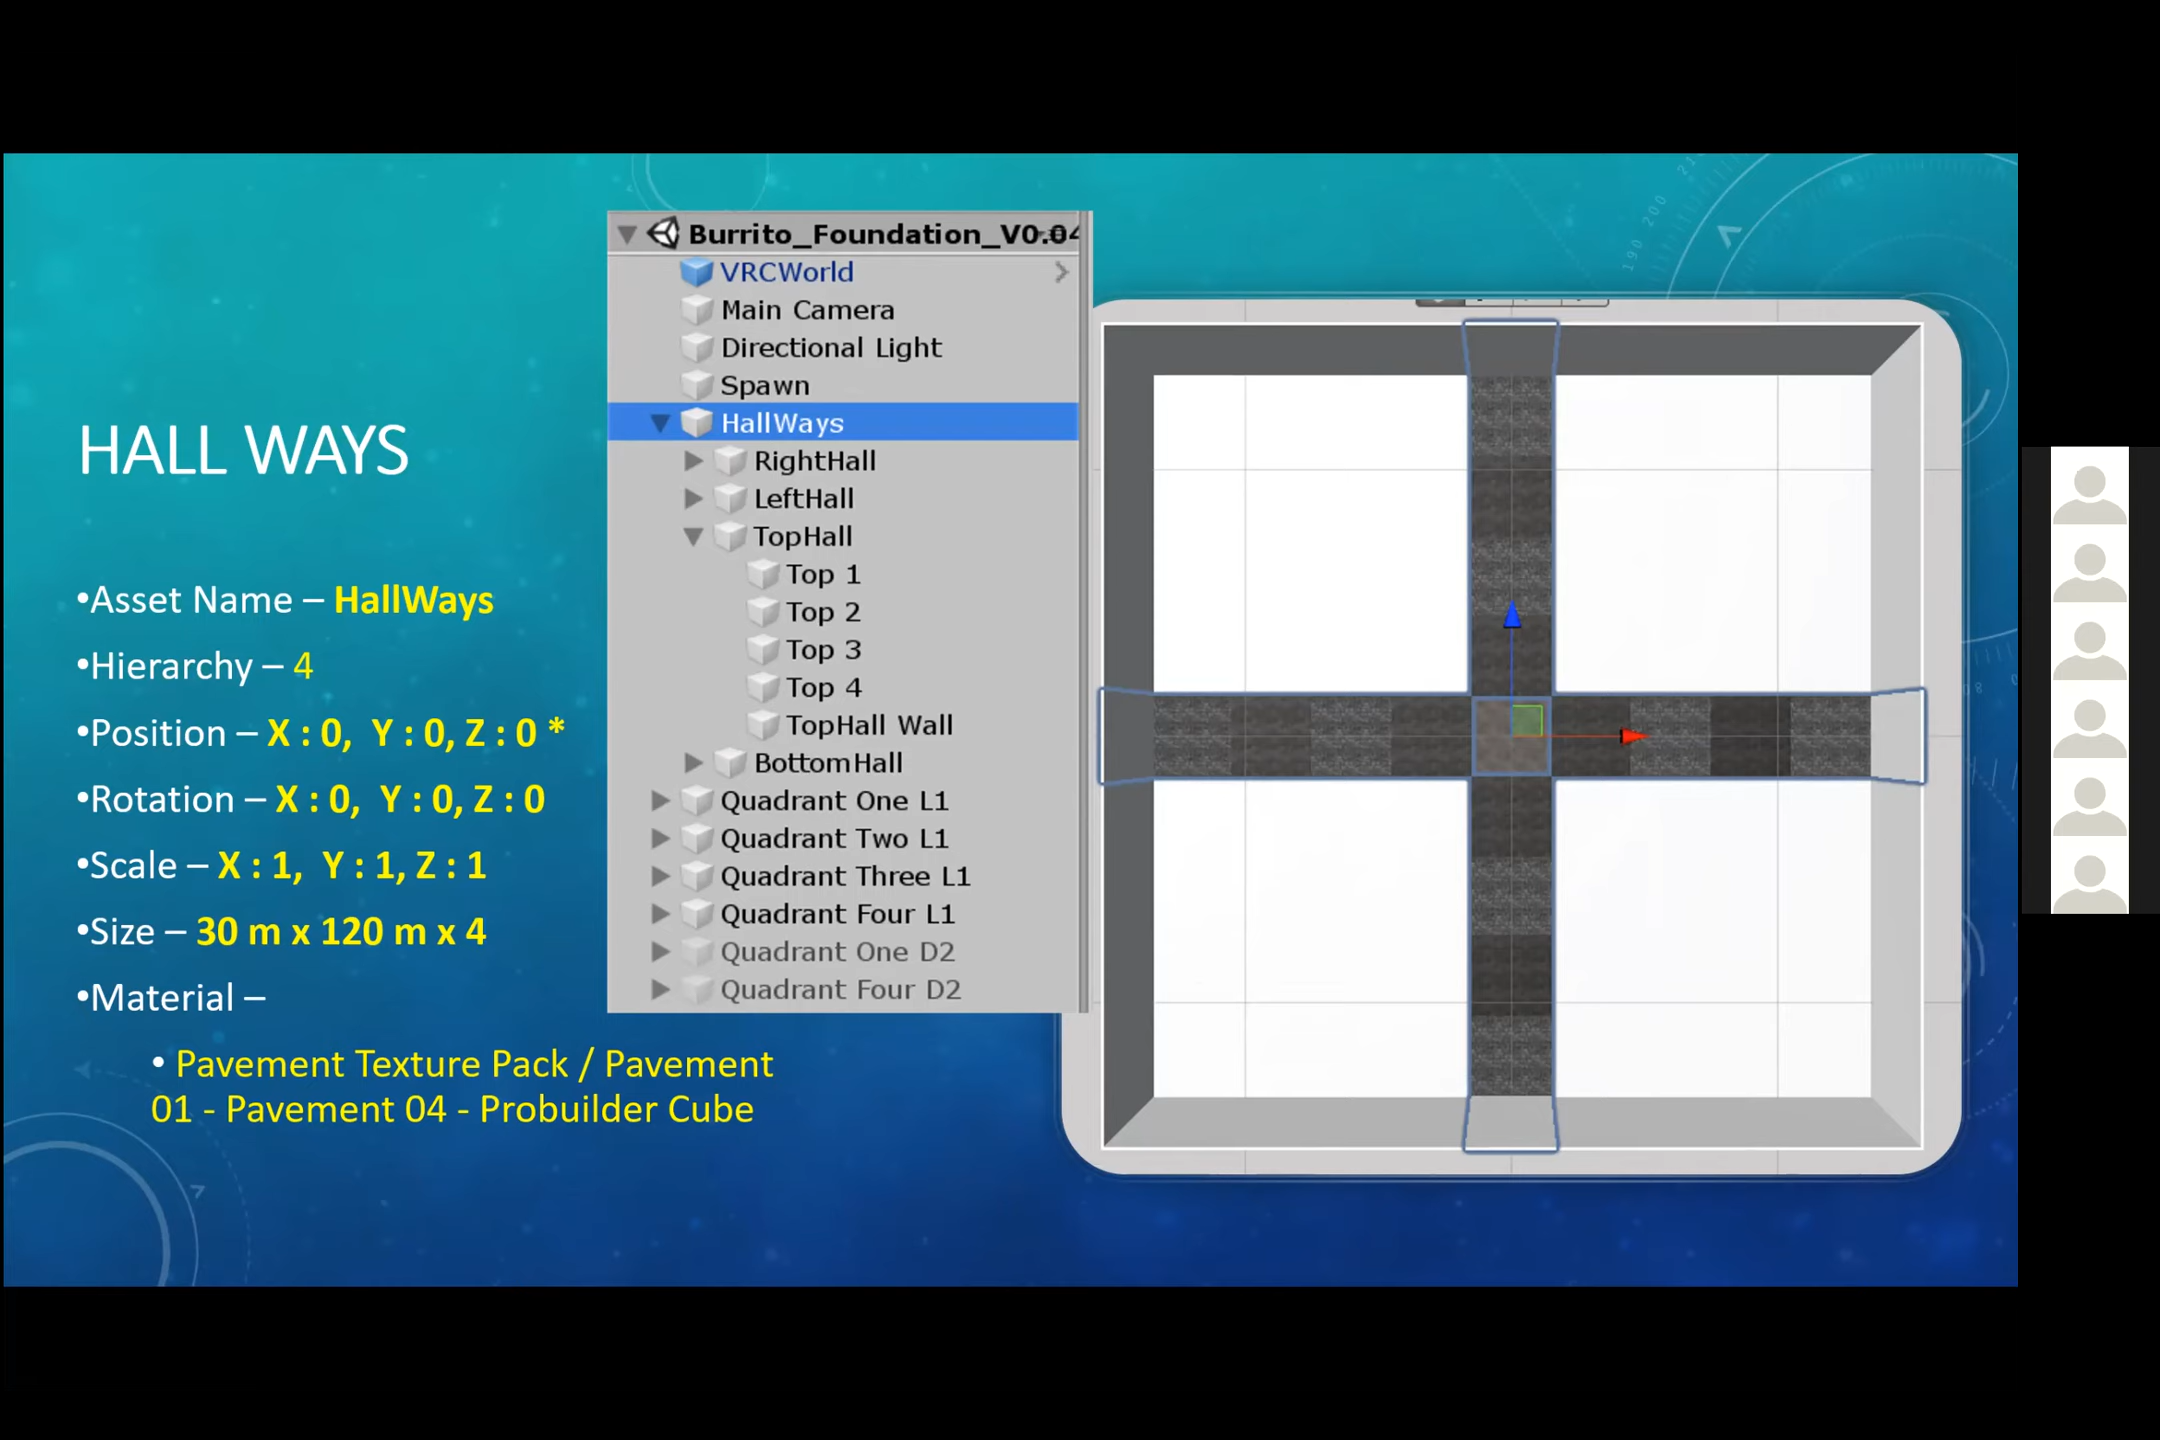 HALL WAYS
•Asset Name – HallWays
•Hierarchy – 4
•Position – X : 0, Y : 0, Z : 0 *
•Rotation – X : 0, Y : 0, Z : 0
•Scale – X : 1, Y : 1, Z : 1
•Size – 30 m x 120 m x 4
•Material –
• Pavement Texture Pack / Pavement
01 - Pavement 04 - Probuilder Cube
Burrito_Foundation_V0.04
VRCWorld
Main Camera
Directional Light
Spawn
HallWays
RightHall
LeftHall
TopHall
Top 1
Top 2
Top 3
Top 4
TopHall Wall
BottomHall
Quadrant One L1
Quadrant Two L1
Quadrant Three L1
Quadrant Four L1
Quadrant One D2
Quadrant Four D2
190 200